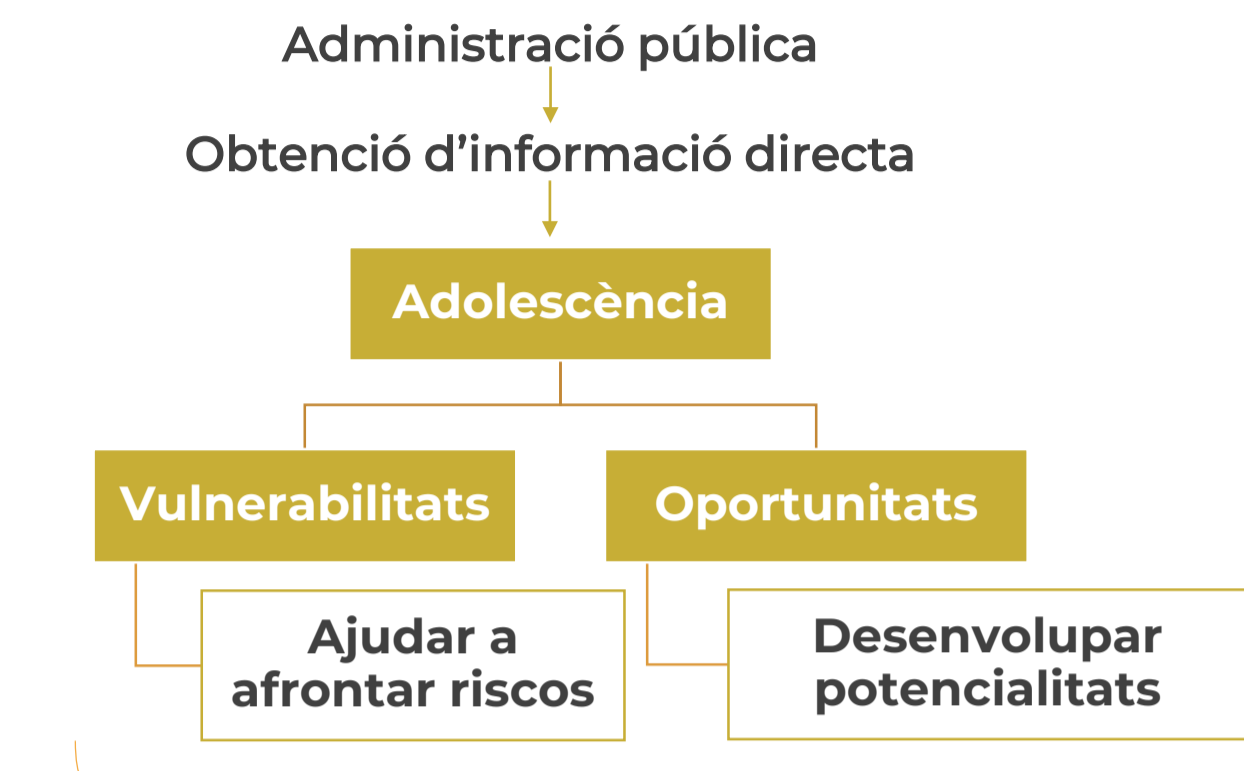 Administració pública
Obtenció d’informació directa
Adolescència
Vulnerabilitats
Oportunitats
Ajudar a
afrontar riscos
Desenvolupar
potencialitats